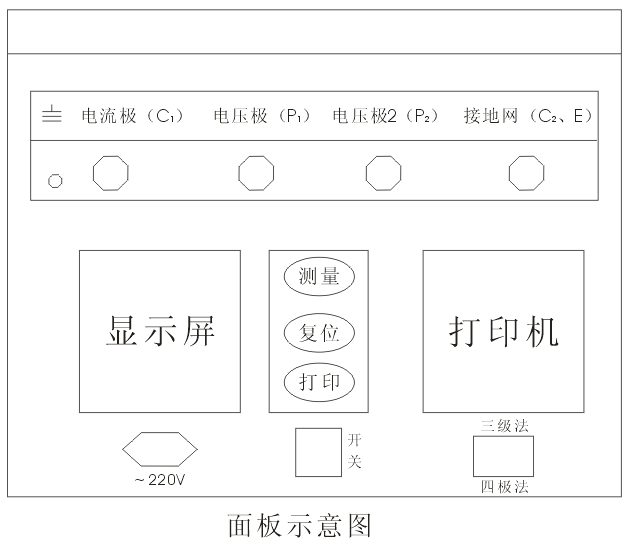 电流极（C₁） 电压极（P₁） 电压极2（P₂） 接地网（C₂、E）
显示屏
测量
复位
打印
打印机
～220V
开
关
三级法
四极法
面板示意图